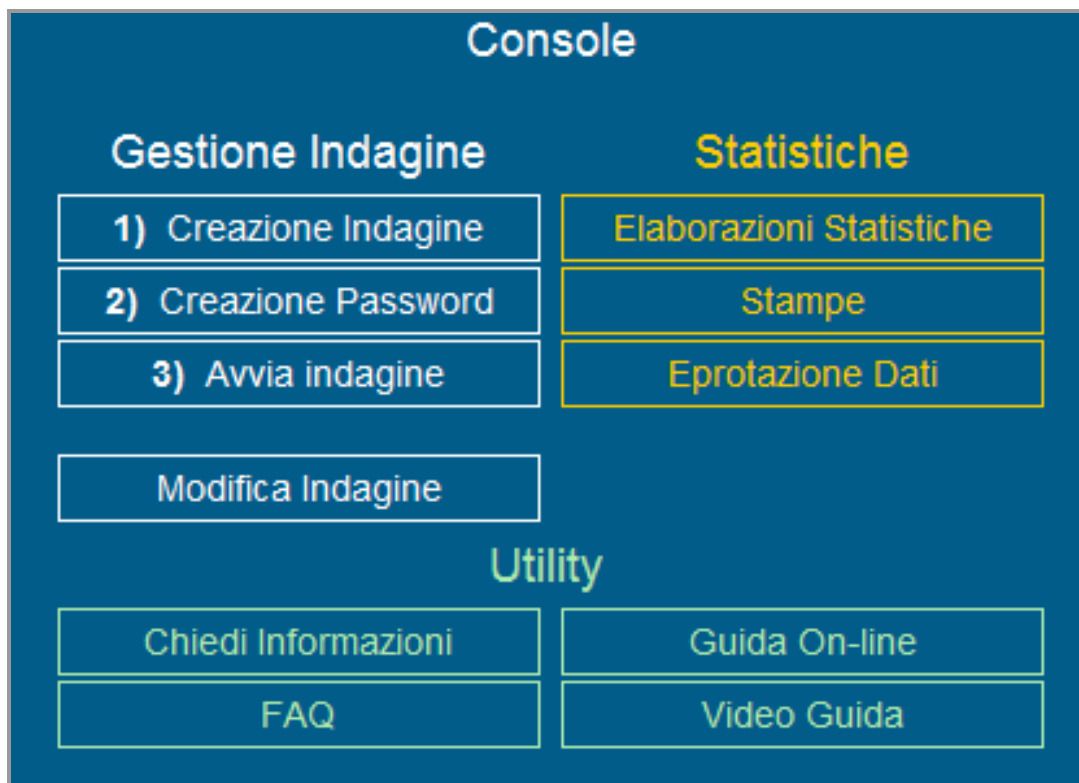 Console
Gestione Indagine
1) Creazione Indagine
2) Creazione Password
3) Avvia indagine
Modifica Indagine
Statistiche
Elaborazioni Statistiche
Stampe
Eprotazione Dati
Utility
Chiedi Informazioni
Guida On-line
FAQ
Video Guida